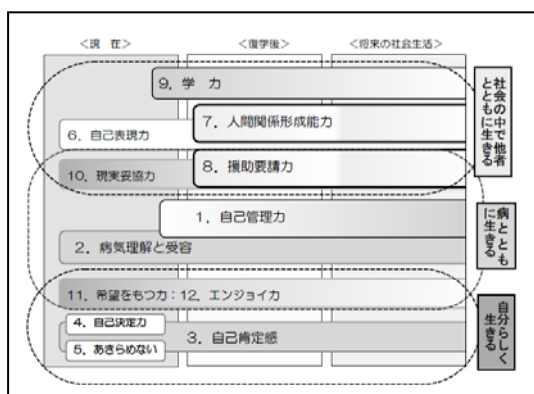 ＜現　在＞
＜復学後＞
＜将来の社会生活＞
9．学　力
7．人間関係形成能力
6．自己表現力
8．援助要請力
10．現実妥協力
1．自己管理力
2．病気理解と受容
11．希望をもつ力：12．エンジョイ力
4．自己決定力
3．自己肯定感
5．あきらめない
社会の中で他者
とともに生きる
病ととも
に生きる
自分らしく
生きる